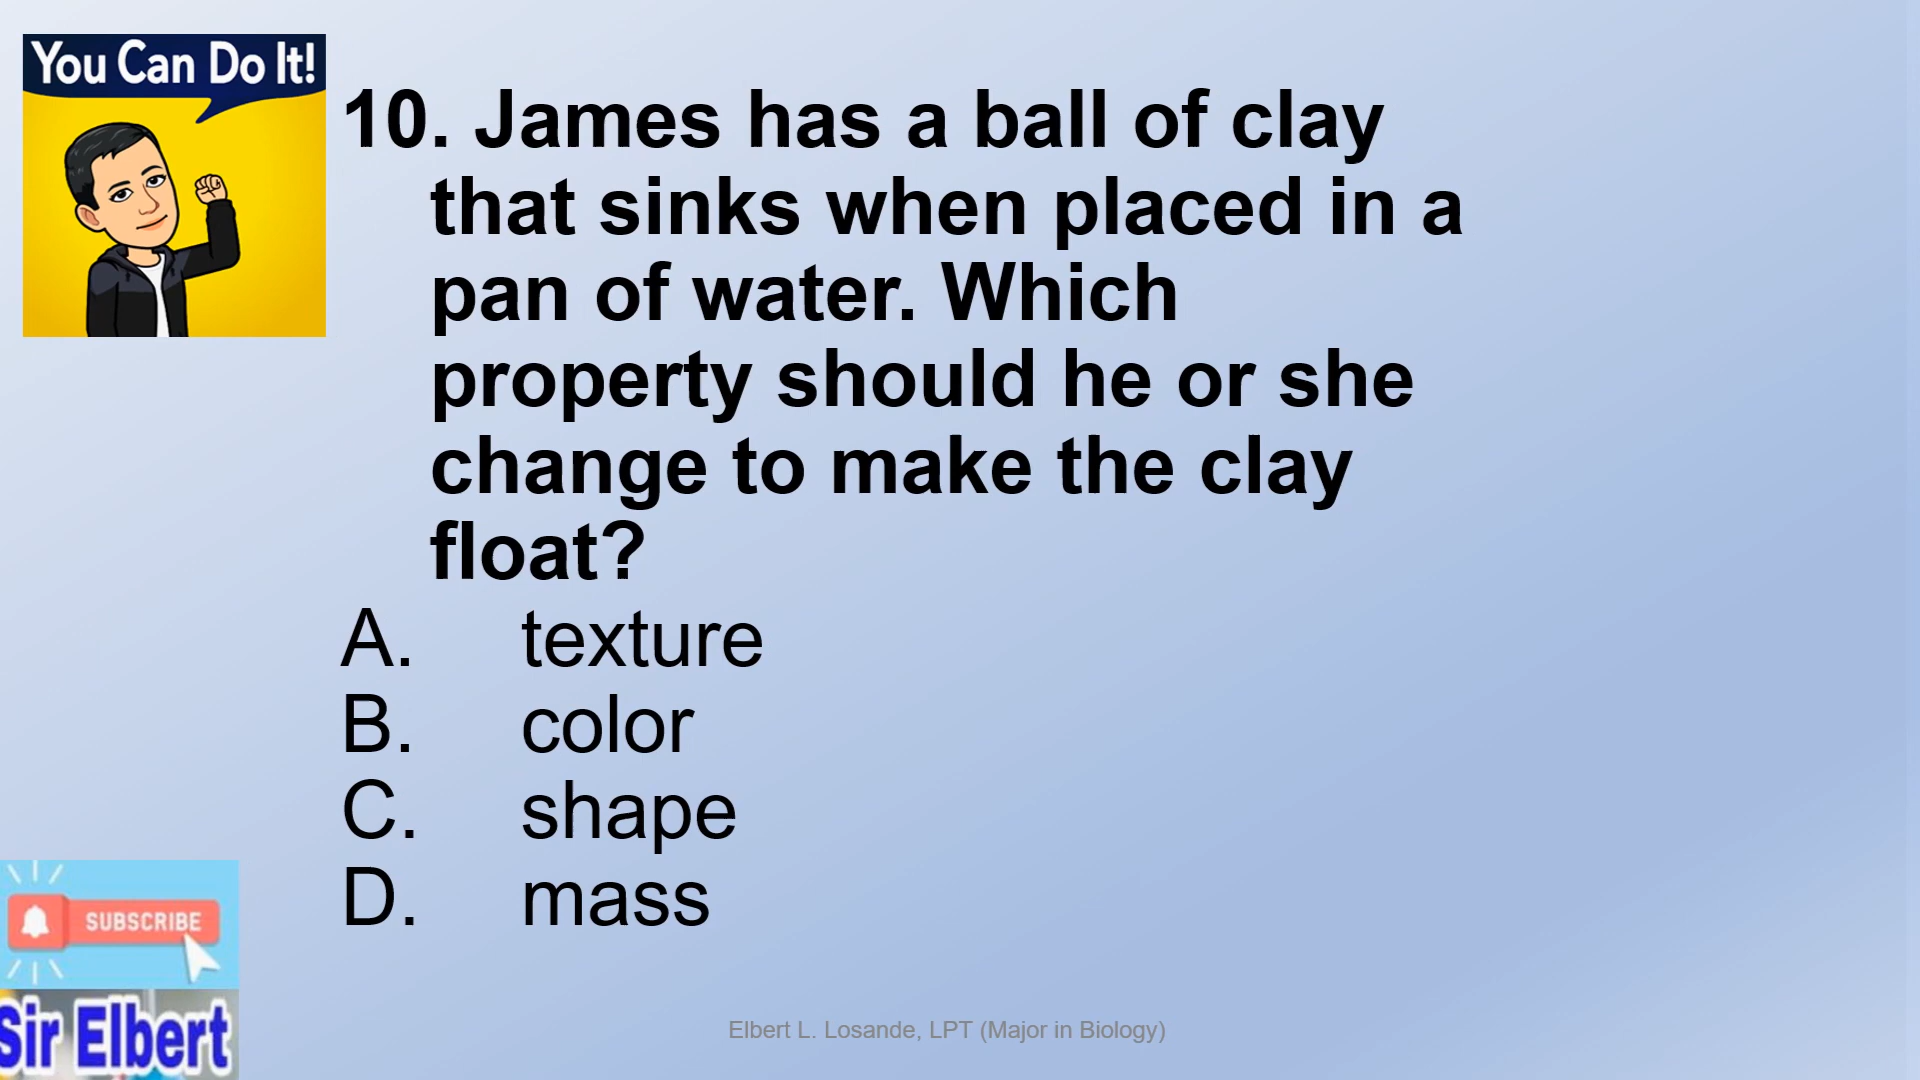 You Can Do It!
10. James has a ball of clay
that sinks when placed in a
pan of water. Which
property should he or she
change to make the clay
float?
A. texture
B. color
C. shape
D. mass
SUBSCRIBE
Sir Elbert
Elbert L. Losande, LPT (Major in Biology)